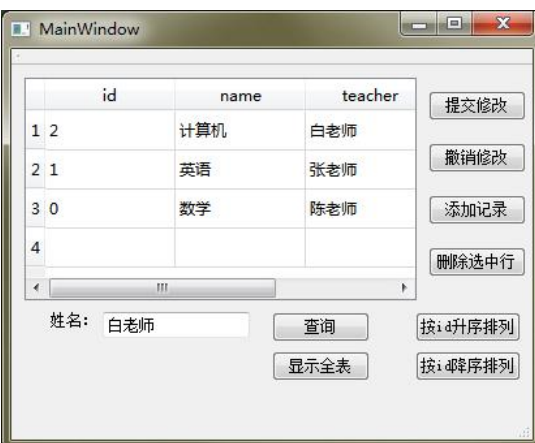 MainWindow
id name teacher
1 2 计算机 白老师
2 1 英语 张老师
3 0 数学 陈老师
4
提交修改
撤销修改
添加记录
删除选中行
姓名: 白老师 查询 按id升序排列
显示全表 按id降序排列